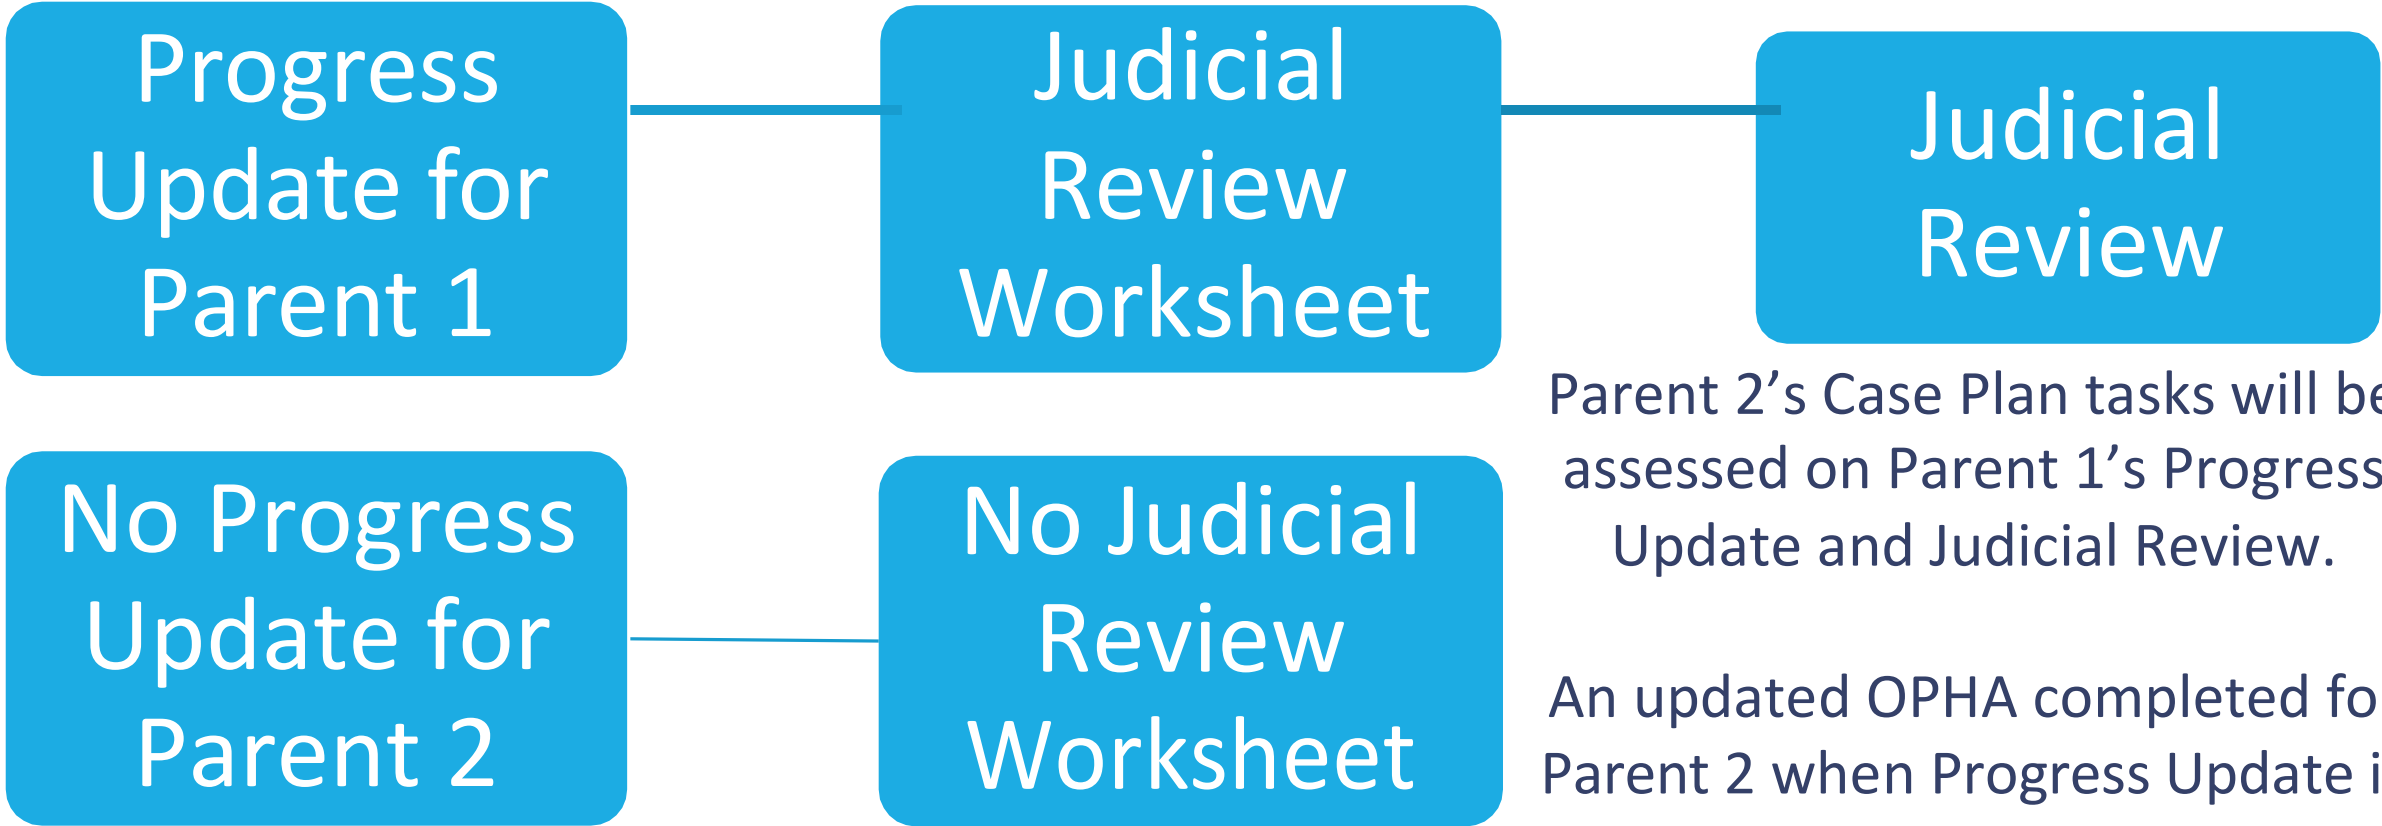 Progress
Update for
Parent 1
Judicial
Review
Worksheet
Judicial
Review
No Progress
Update for
Parent 2
No Judicial
Review
Worksheet
Parent 2’s Case Plan tasks will be
assessed on Parent 1’s Progress
Update and Judicial Review.
An updated OPHA completed fo
Parent 2 when Progress Update i